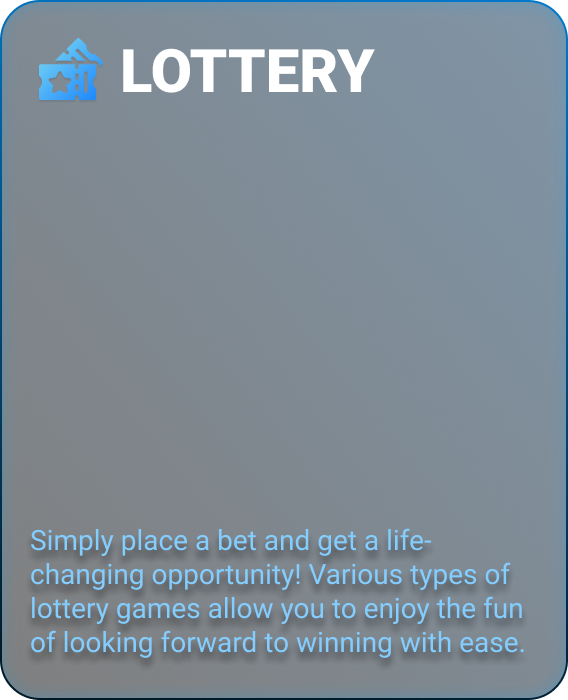 LOTTERY
Simply place a bet and get a life-
changing opportunity! Various types of
lottery games allow you to enjoy the fun
of looking forward to winning with ease.